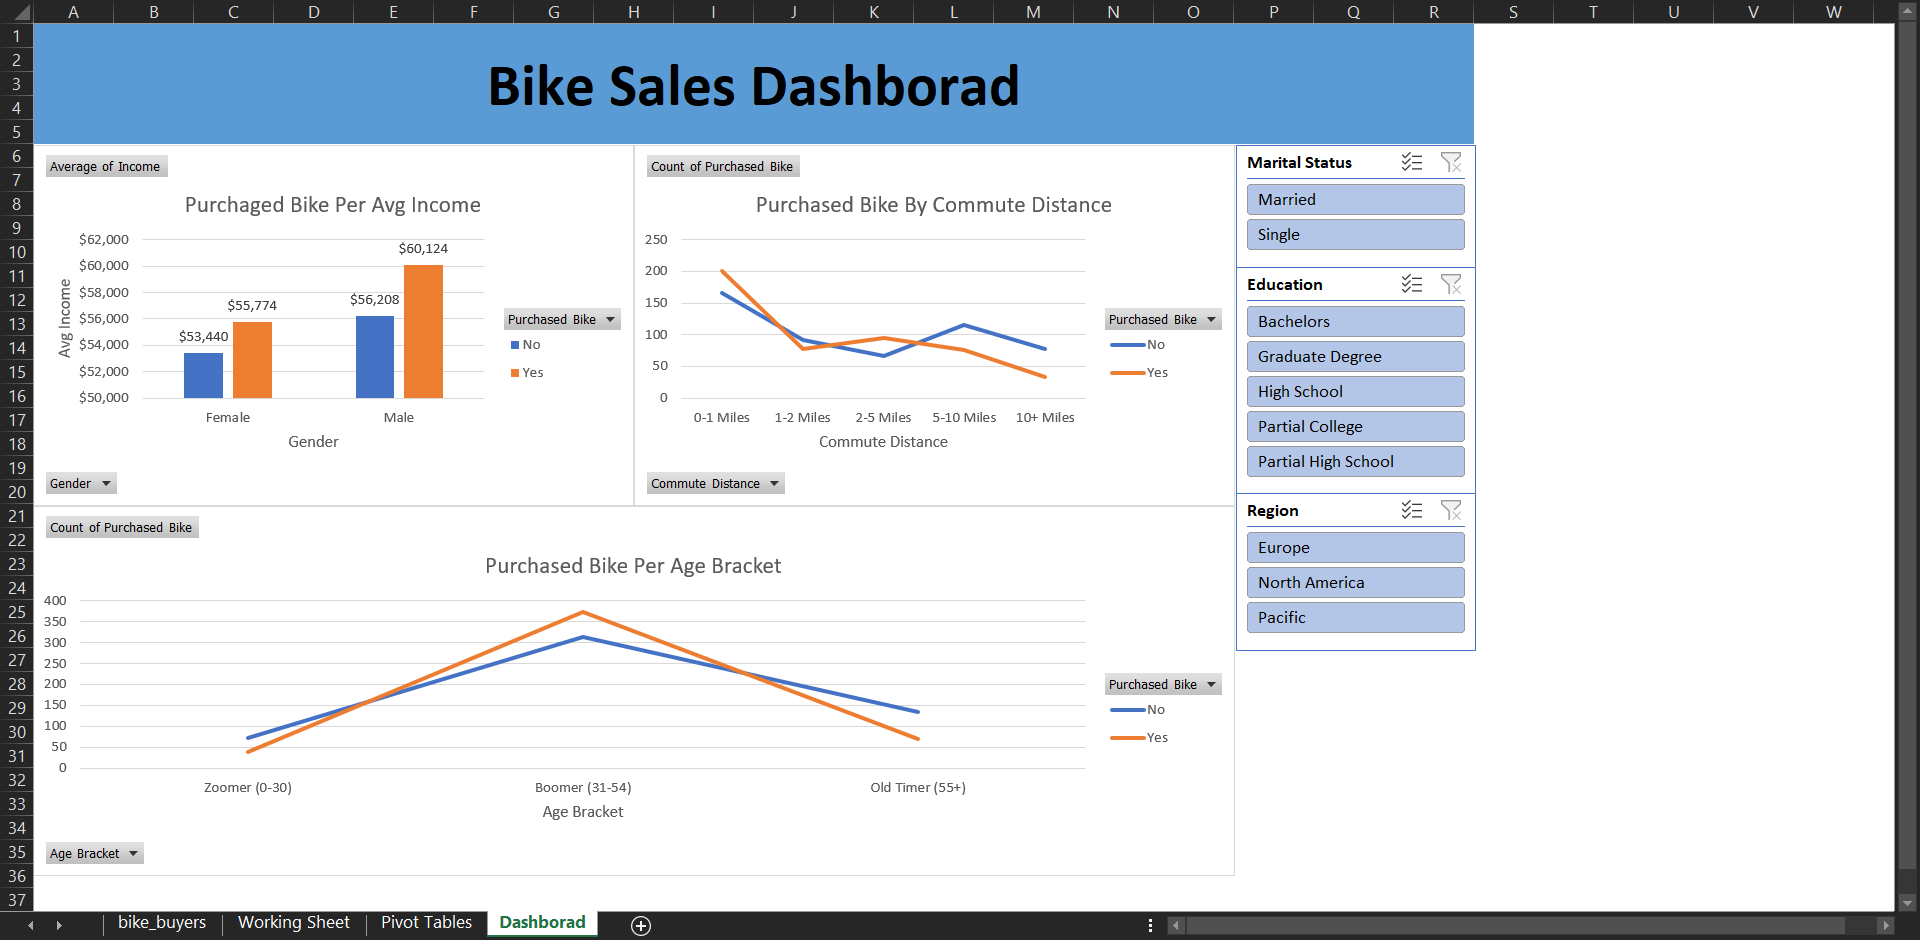 A B C D E F G H I J K L M N O P Q R S T U V W
1
2
3
4
5
6
7
8
9
10
11
12
13
14
15
16
17
18
19
20
21
22
23
24
25
26
27
28
29
30
31
32
33
34
35
36
37
Bike Sales Dashborad
Average of Income
Purchaged Bike Per Avg Income
Avg Income
$62,000
$60,000
$58,000
$56,000
$54,000
$52,000
$50,000
$53,440
$55,774
$56,208
$60,124
Female
Male
Gender
Purchased Bike
No
Yes
Gender
Count of Purchased Bike
Purchased Bike By Commute Distance
250
200
150
100
50
0
0-1 Miles
1-2 Miles
2-5 Miles
5-10 Miles
10+ Miles
Commute Distance
Purchased Bike
No
Yes
Commute Distance
Marital Status
Married
Single
Education
Bachelors
Graduate Degree
High School
Partial College
Partial High School
Region
Europe
North America
Pacific
Count of Purchased Bike
Purchased Bike Per Age Bracket
400
350
300
250
200
150
100
50
0
Zoomer (0-30)
Boomer (31-54)
Old Timer (55+)
Age Bracket
Purchased Bike
No
Yes
Age Bracket
bike_buyers
Working Sheet
Pivot Tables
Dashborad